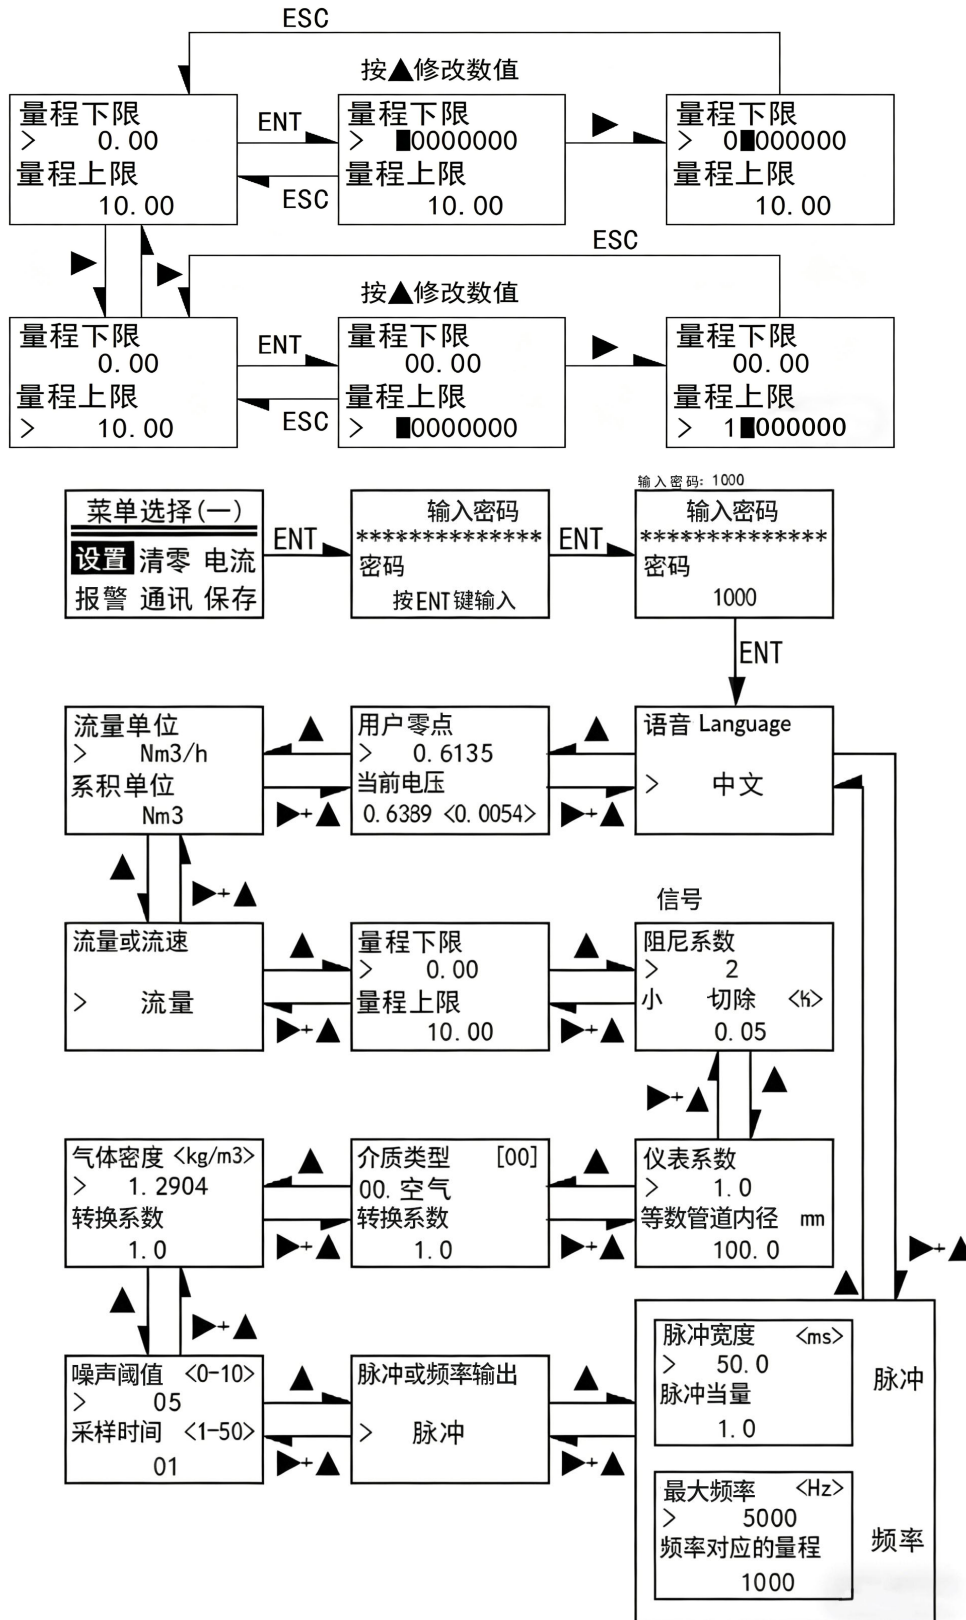 ESC
按▲修改数值
量程下限
> 0.00
量程上限
10.00
ENT
ESC
量程下限
> ■0000000
量程上限
10.00
▶
量程下限
> 0■000000
量程上限
10.00
▶
▶
ESC
按▲修改数值
量程下限
0.00
量程上限
> 10.00
ENT
ESC
量程下限
00.00
量程上限
> ■0000000
▶
量程下限
00.00
量程上限
> 1■000000
菜单选择(一)
设置 清零 电流
报警 通讯 保存
ENT
输入密码
**************
密码
按ENT键输入
ENT
输入密码: 1000
输入密码
**************
密码
1000
ENT
流量单位
> Nm3/h
系积单位
Nm3
▲
▶+▲
用户零点
> 0.6135
当前电压
0.6389 <0.0054>
▲
▶+▲
语音 Language
> 中文
▲
▶+▲
流量或流速
> 流量
▲
▶+▲
量程下限
> 0.00
量程上限
10.00
▲
▶+▲
信号
阻尼系数
> 2
小 切除 <%>
0.05
▶+▲
▲
气体密度 <kg/m3>
> 1.2904
转换系数
1.0
▲
▶+▲
介质类型 [00]
00. 空气
转换系数
1.0
▲
▶+▲
仪表系数
> 1.0
等数管道内径 mm
100.0
▶+▲
▲
▲
▶+▲
噪声阈值 <0-10>
> 05
采样时间 <1-50>
01
▲
▶+▲
脉冲或频率输出
> 脉冲
▲
▶+▲
脉冲宽度 <ms>
> 50.0
脉冲当量
1.0
脉冲
最大频率 <Hz>
> 5000
频率对应的量程
1000
频率